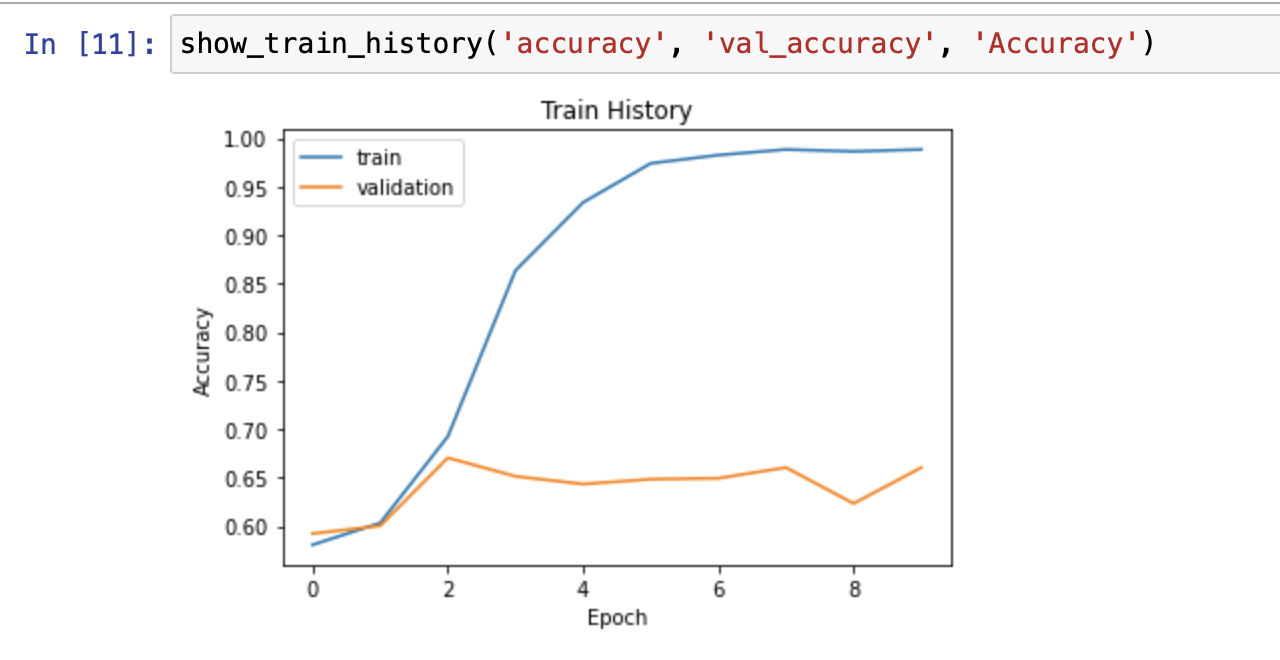 In [11]: show_train_history('accuracy', 'val_accuracy', 'Accuracy')
Train History
train
validation
1.00
0.95
0.90
0.85
0.80
0.75
0.70
0.65
0.60
Accuracy
0 2 4 6 8
Epoch